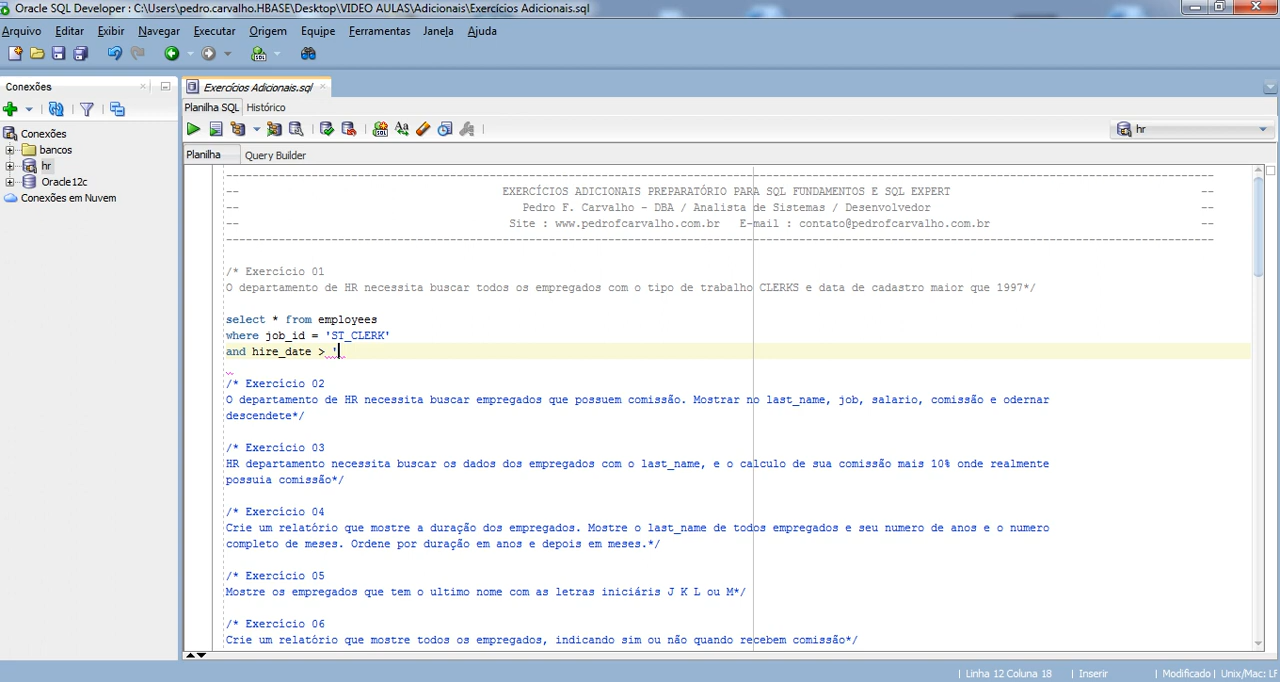 Oracle SQL Developer : C:\Users\pedro.carvalho.HBASE\Desktop\VIDEO AULAS\Adicionais\Exercícios Adicionais.sql
Arquivo Editar Exibir Navegar Executar Origem Equipe Ferramentas Janela Ajuda
Conexões
Exercícios Adicionais.sql
Planilha SQL Histórico
hr
Planilha Query Builder
Conexões
bancos
hr
Oracle12c
Conexões em Nuvem
--------------------------------------------------------------------------------------------------------------------------------------------------------
-- EXERCÍCIOS ADICIONAIS PREPARATÓRIO PARA SQL FUNDAMENTOS E SQL EXPERT --
-- Pedro F. Carvalho - DBA / Analista de Sistemas / Desenvolvedor --
-- Site : www.pedrofcarvalho.com.br E-mail : contato@pedrofcarvalho.com.br --
--------------------------------------------------------------------------------------------------------------------------------------------------------
/* Exercício 01
O departamento de HR necessita buscar todos os empregados com o tipo de trabalho CLERKS e data de cadastro maior que 1997*/
select * from employees
where job_id = 'ST_CLERK'
and hire_date > '
/* Exercício 02
O departamento de HR necessita buscar empregados que possuem comissão. Mostrar no last_name, job, salario, comissão e odernar
descendete*/
/* Exercício 03
HR departamento necessita buscar os dados dos empregados com o last_name, e o calculo de sua comissão mais 10% onde realmente
possuia comissão*/
/* Exercício 04
Crie um relatório que mostre a duração dos empregados. Mostre o last_name de todos empregados e seu numero de anos e o numero
completo de meses. Ordene por duração em anos e depois em meses.*/
/* Exercício 05
Mostre os empregados que tem o ultimo nome com as letras iniciáris J K L ou M*/
/* Exercício 06
Crie um relatório que mostre todos os empregados, indicando sim ou não quando recebem comissão*/
Linha 12 Coluna 18 Inserir Modificado Unix/Mac: LF